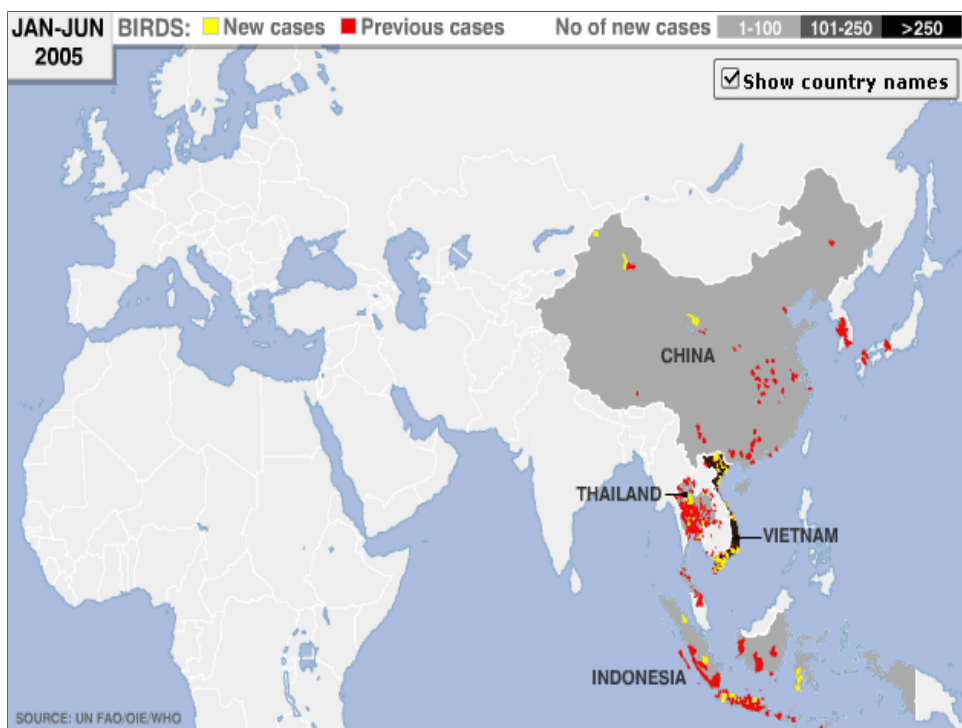 JAN-JUN
2005
BIRDS: New cases Previous cases No of new cases 1-100 101-250 >250
Show country names
CHINA
THAILAND
VIETNAM
INDONESIA
SOURCE: UN FAO/OIE/WHO